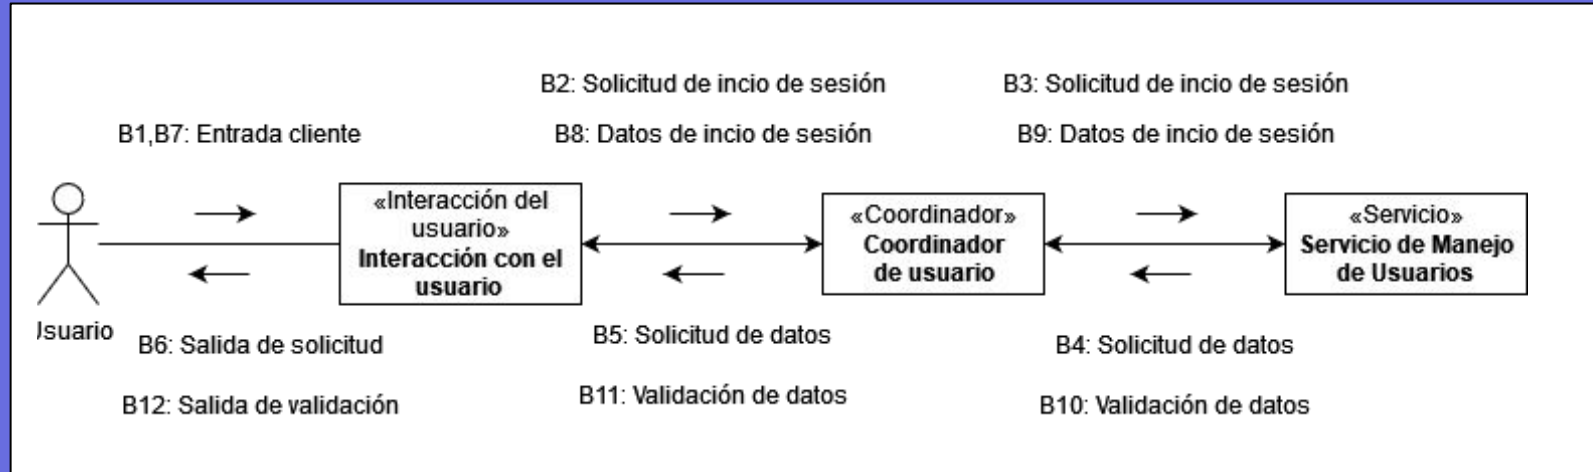 B2: Solicitud de incio de sesión
B3: Solicitud de incio de sesión
B1,B7: Entrada cliente
B8: Datos de incio de sesión
B9: Datos de incio de sesión
«Interacción del
usuario»
Interacción con el
usuario
«Coordinador»
Coordinador
de usuario
«Servicio»
Servicio de Manejo
de Usuarios
Usuario
B6: Salida de solicitud
B5: Solicitud de datos
B4: Solicitud de datos
B12: Salida de validación
B11: Validación de datos
B10: Validación de datos